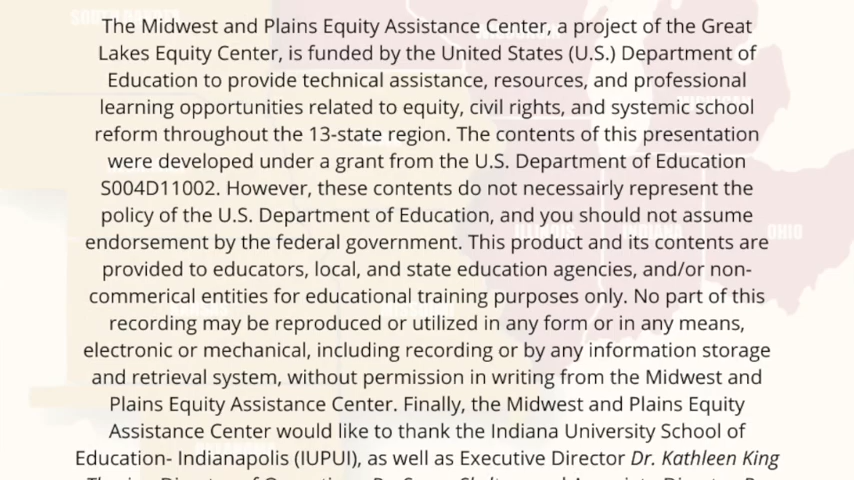 The Midwest and Plains Equity Assistance Center, a project of the Great
Lakes Equity Center, is funded by the United States (U.S.) Department of
Education to provide technical assistance, resources, and professional
learning opportunities related to equity, civil rights, and systemic school
reform throughout the 13-state region. The contents of this presentation
were developed under a grant from the U.S. Department of Education
S004D11002. However, these contents do not necessairly represent the
policy of the U.S. Department of Education, and you should not assume
endorsement by the federal government. This product and its contents are
provided to educators, local, and state education agencies, and/or non-
commerical entities for educational training purposes only. No part of this
recording may be reproduced or utilized in any form or in any means,
electronic or mechanical, including recording or by any information storage
and retrieval system, without permission in writing from the Midwest and
Plains Equity Assistance Center. Finally, the Midwest and Plains Equity
Assistance Center would like to thank the Indiana University School of
Education- Indianapolis (IUPUI), as well as Executive Director Dr. Kathleen King
ILLINOIS
INDIANA
OHIO